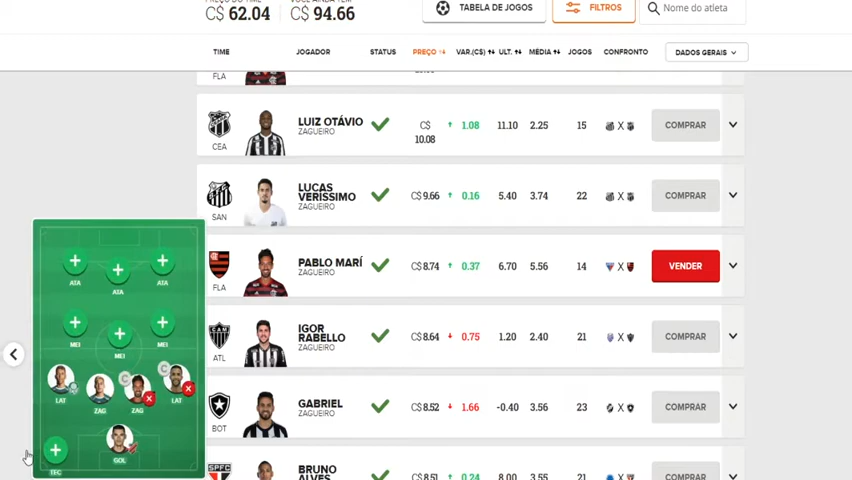 PREÇO DO TIME
C$ 62.04
VOCÊ AINDA TEM
C$ 94.66
TABELA DE JOGOS
FILTROS
Nome do atleta
TIME JOGADOR STATUS PREÇO VAR.(C$) ULT. MÉDIA JOGOS CONFRONTO DADOS GERAIS
FLA
LUIZ OTÁVIO
ZAGUEIRO
CEA
C$ 10.08
1.08 11.10 2.25 15
COMPRAR
LUCAS VERISSIMO
ZAGUEIRO
SAN
C$ 9.66 0.16 5.40 3.74 22
COMPRAR
PABLO MARÍ
ZAGUEIRO
FLA
C$ 8.74 0.37 6.70 5.56 14
X
VENDER
IGOR RABELLO
ZAGUEIRO
ATL
C$ 8.64 0.75 1.20 2.40 21
X
COMPRAR
GABRIEL
ZAGUEIRO
BOT
C$ 8.52 1.66 -0.40 3.56 23
X
COMPRAR
BRUNO ALVES
SPFC
C$ 8.51 0.24 8.00 3.55 21
X
COMPRAR
ATA
ATA
ATA
MEI
MEI
MEI
LAT
ZAG
ZAG
LAT
GOL
TEC